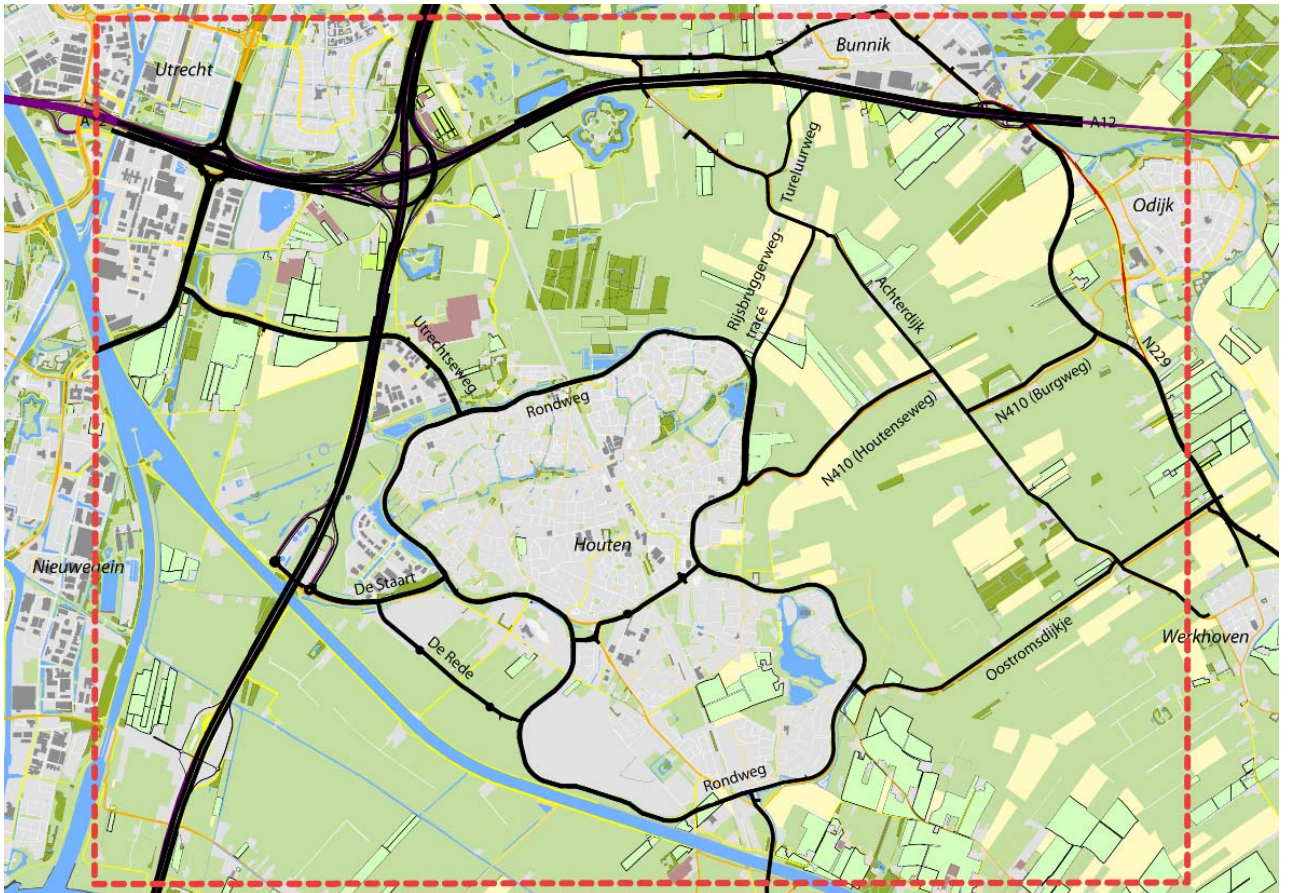 Bunnik
Utrecht
A12
A12
Tureluurweg
Odijk
Rijsbruggerweg-
tracé
Achterdijk
Utrechtseweg
N229
Rondweg
N410 (Burgweg)
N410 (Houtenseweg)
Houten
Nieuwegein
De Staart
Werkhoven
De Rede
Oostromsdijkje
Rondweg